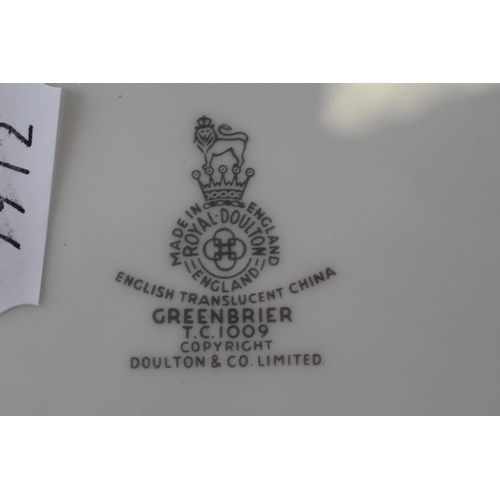 MADE IN ENGLAND
ROYAL·DOULTON
ENGLAND
ENGLISH TRANSLUCENT CHINA
GREENBRIER
T.C.1009
COPYRIGHT
DOULTON & CO. LIMITED.